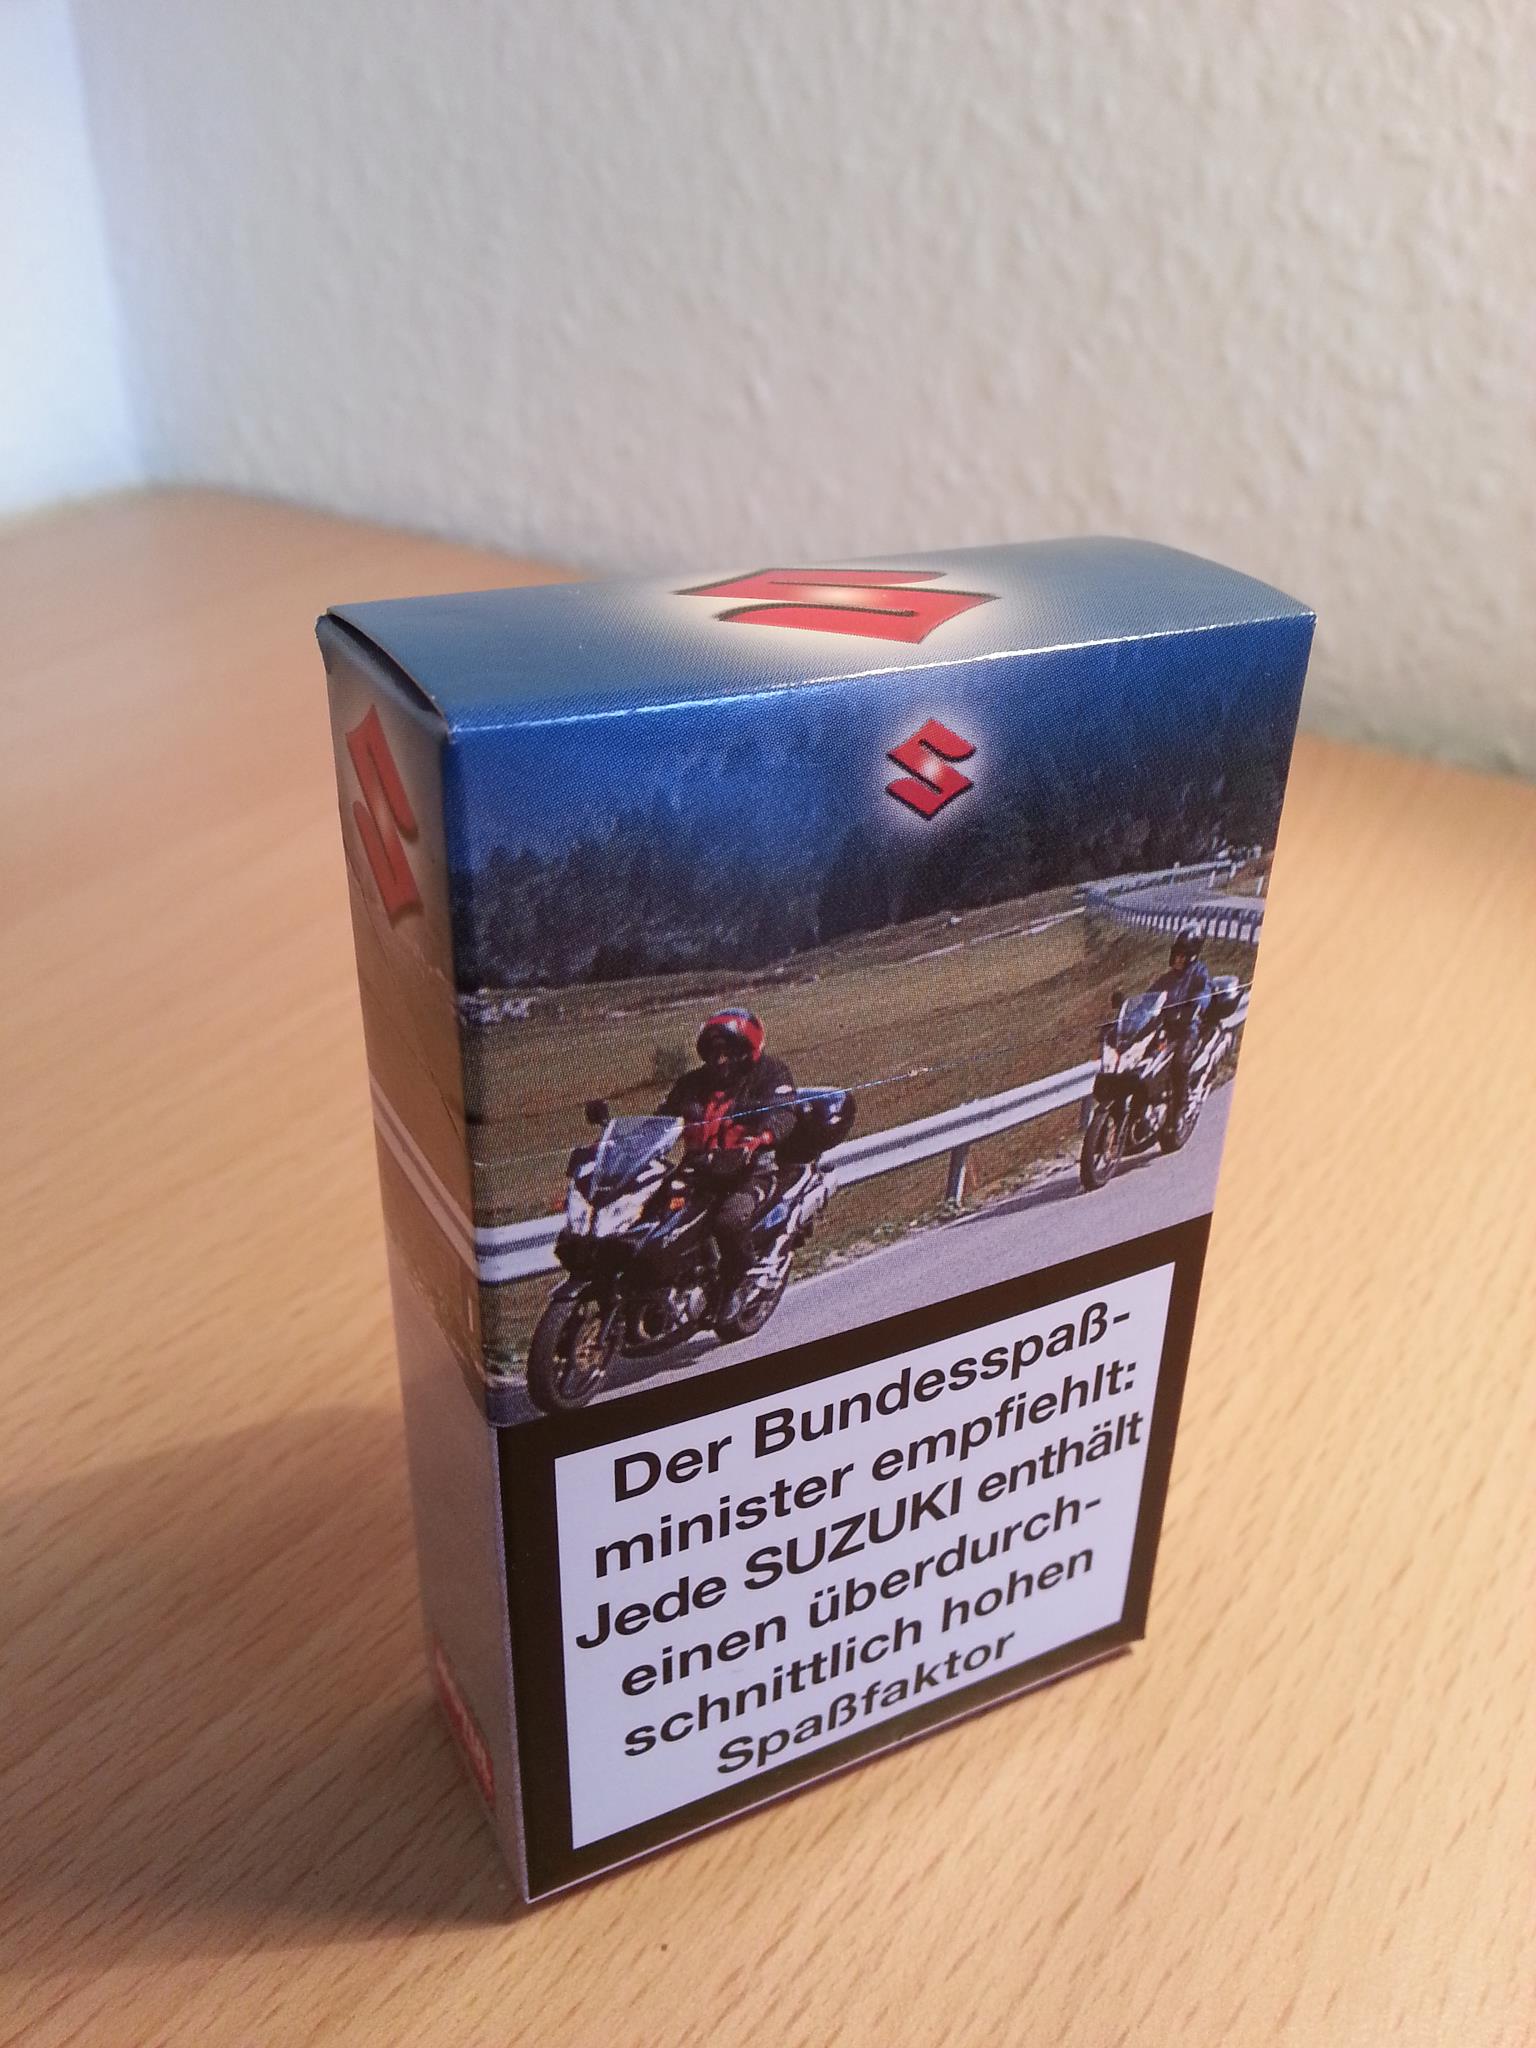 Der Bundesspaß-
minister empfiehlt:
Jede SUZUKI enthält
einen überdurch-
schnittlich hohen
Spaßfaktor